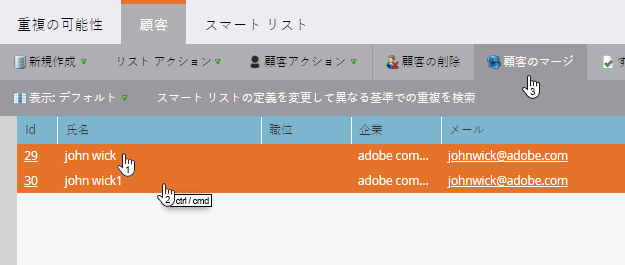 重複の可能性 顧客 スマート リスト
新規作成 リスト アクション 顧客アクション 顧客の削除 顧客のマージ
3
表示: デフォルト スマート リストの定義を変更して異なる基準での重複を検索
Id 氏名 職位 企業 メール
29 john wick adobe com... johnwick@adobe.com
1
30 john wick1 adobe com... johnwick@adobe.com
2 ctrl / cmd